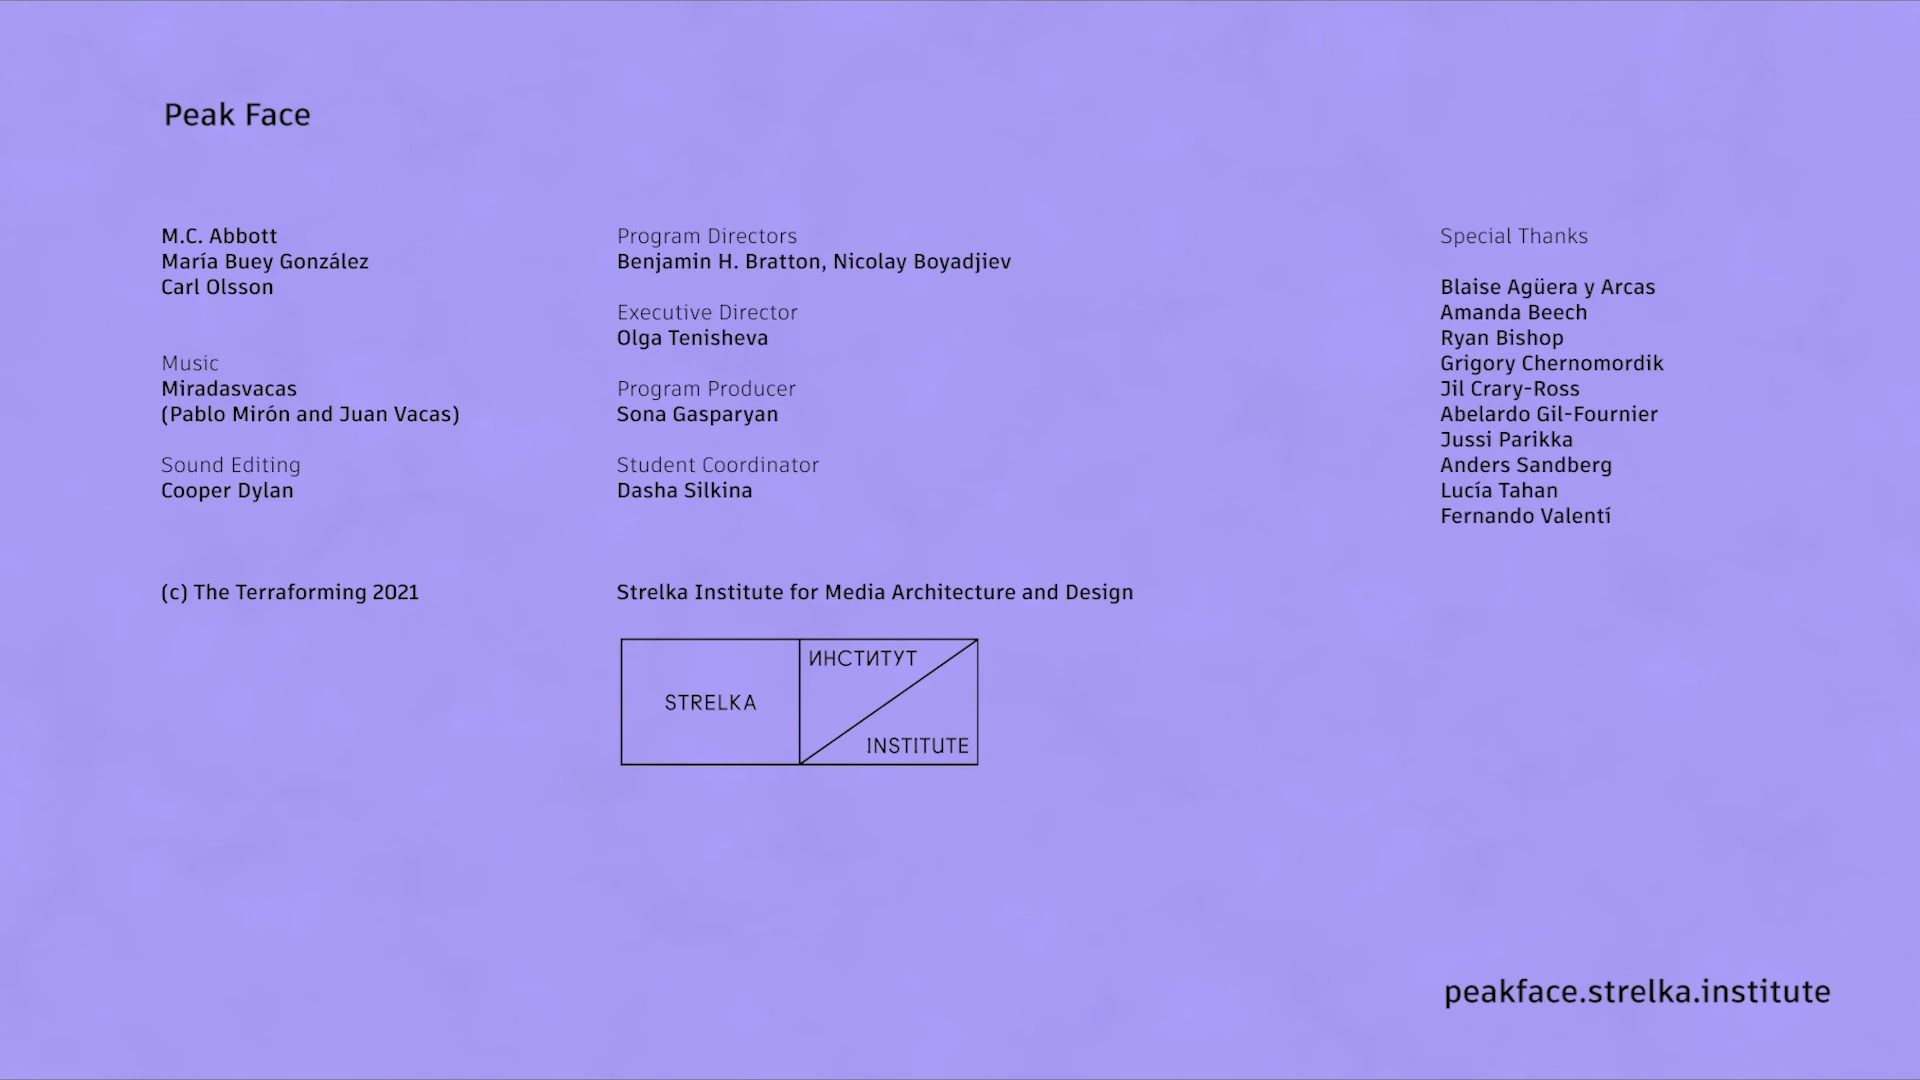 Peak Face
M.C. Abbott
María Buey González
Carl Olsson
Music
Miradasvacas
(Pablo Mirón and Juan Vacas)
Sound Editing
Cooper Dylan
(c) The Terraforming 2021
Program Directors
Benjamin H. Bratton, Nicolay Boyadjiev
Executive Director
Olga Tenisheva
Program Producer
Sona Gasparyan
Student Coordinator
Dasha Silkina
Strelka Institute for Media Architecture and Design
STRELKA
ИНСТИТУТ
INSTITUTE
Special Thanks
Blaise Agüera y Arcas
Amanda Beech
Ryan Bishop
Grigory Chernomordik
Jil Crary-Ross
Abelardo Gil-Fournier
Jussi Parikka
Anders Sandberg
Lucía Tahan
Fernando Valentí
peakface.strelka.institute